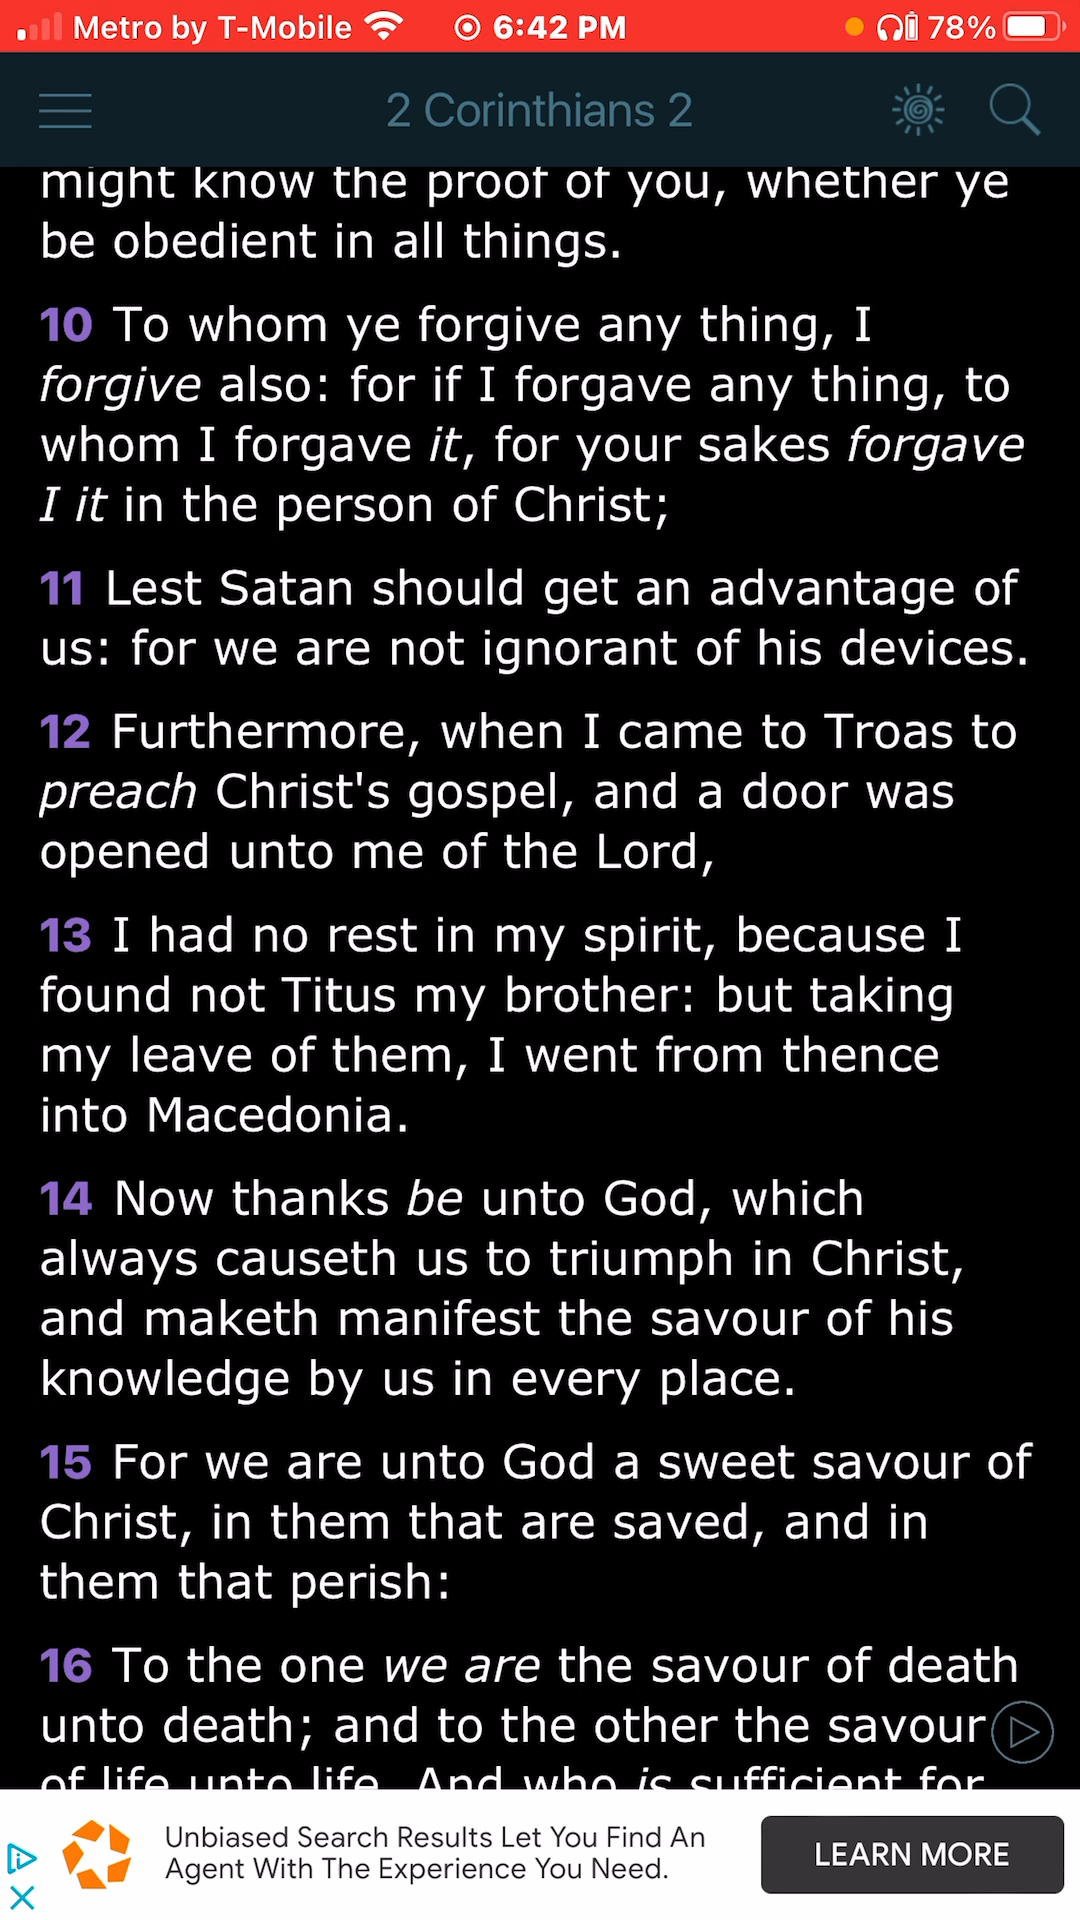 Metro by T-Mobile 6:42 PM 78%
2 Corinthians 2
might know the proof of you, whether ye
be obedient in all things.
10 To whom ye forgive any thing, I
forgive also: for if I forgave any thing, to
whom I forgave it, for your sakes forgave
I it in the person of Christ;
11 Lest Satan should get an advantage of
us: for we are not ignorant of his devices.
12 Furthermore, when I came to Troas to
preach Christ's gospel, and a door was
opened unto me of the Lord,
13 I had no rest in my spirit, because I
found not Titus my brother: but taking
my leave of them, I went from thence
into Macedonia.
14 Now thanks be unto God, which
always causeth us to triumph in Christ,
and maketh manifest the savour of his
knowledge by us in every place.
15 For we are unto God a sweet savour of
Christ, in them that are saved, and in
them that perish:
16 To the one we are the savour of death
unto death; and to the other the savour
of life unto life. And who is sufficient for
Unbiased Search Results Let You Find An
Agent With The Experience You Need.
LEARN MORE